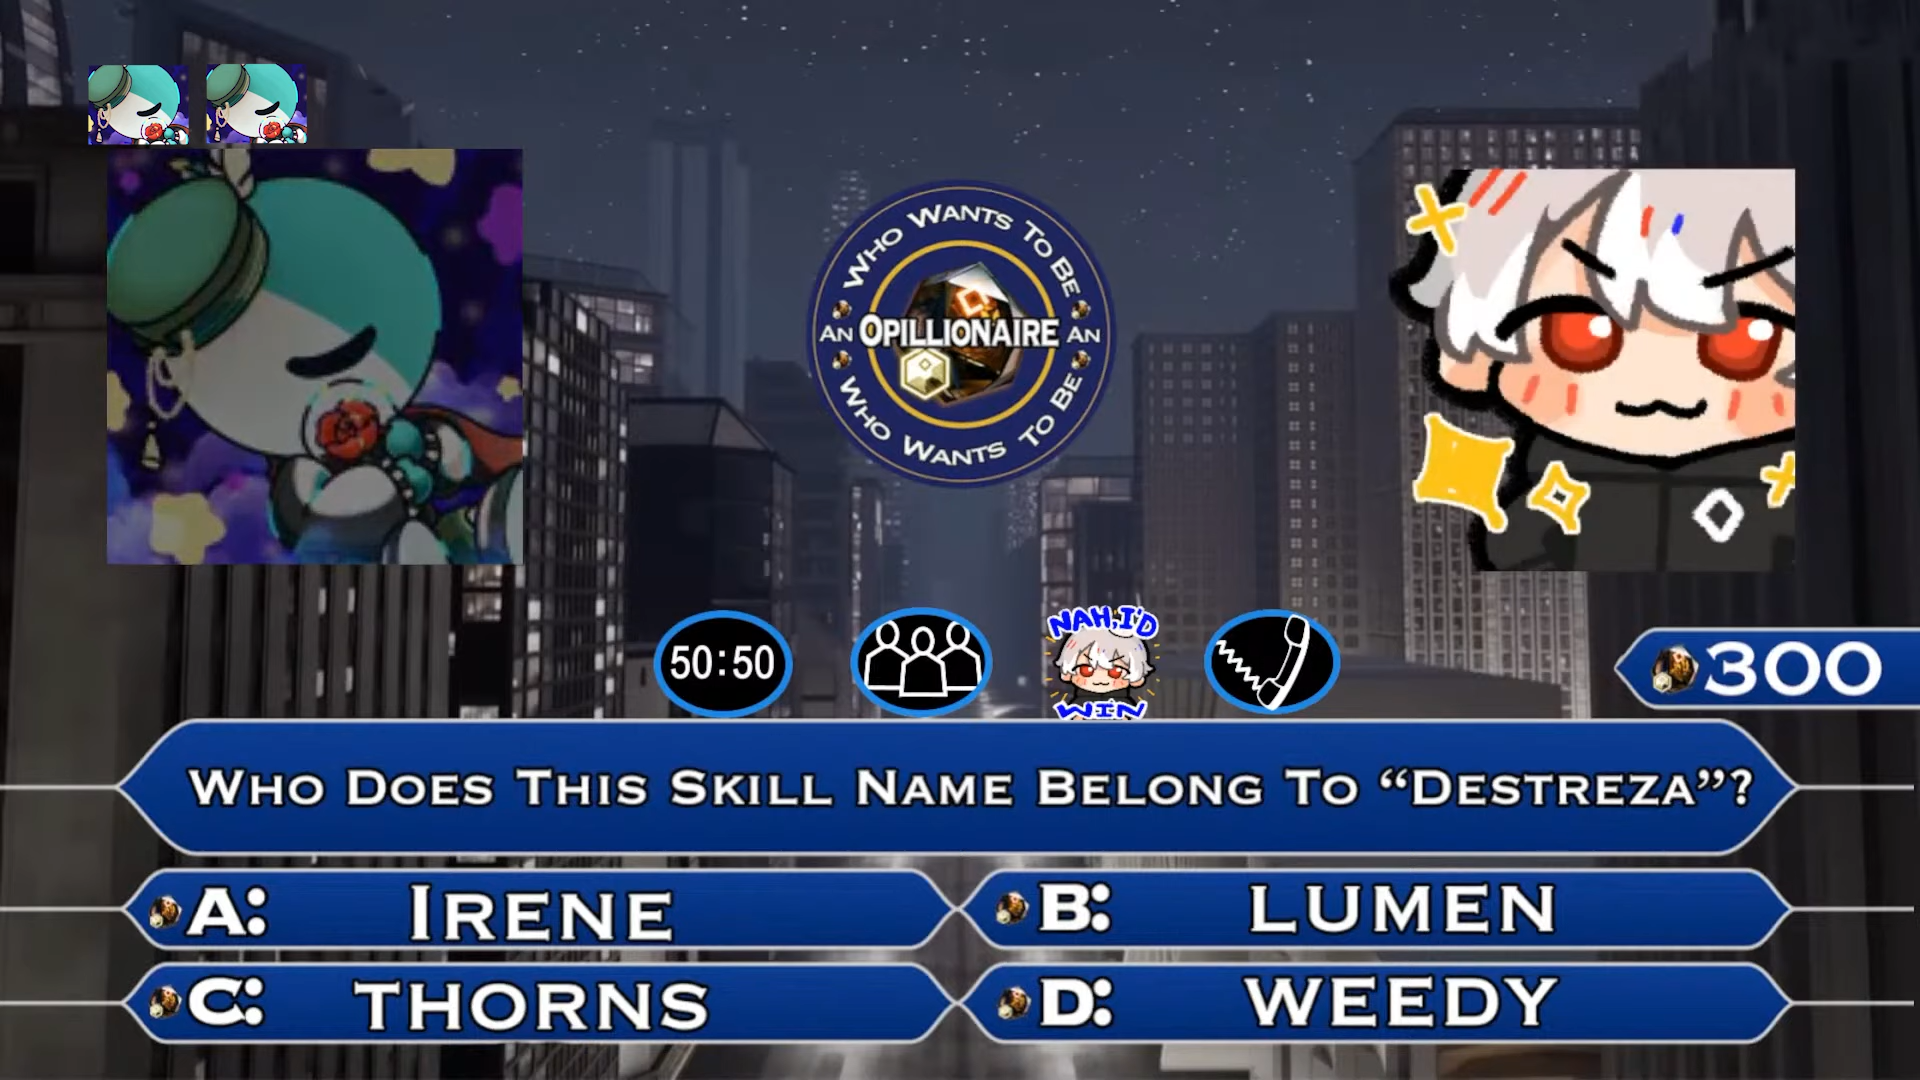 WHO WANTS TO BE
AN OPILLIONAIRE AN
WHO WANTS TO BE
50:50
NAH, I'D
WIN
300
WHO DOES THIS SKILL NAME BELONG TO “DESTREZA”?
A: IRENE
B: LUMEN
C: THORNS
D: WEEDY